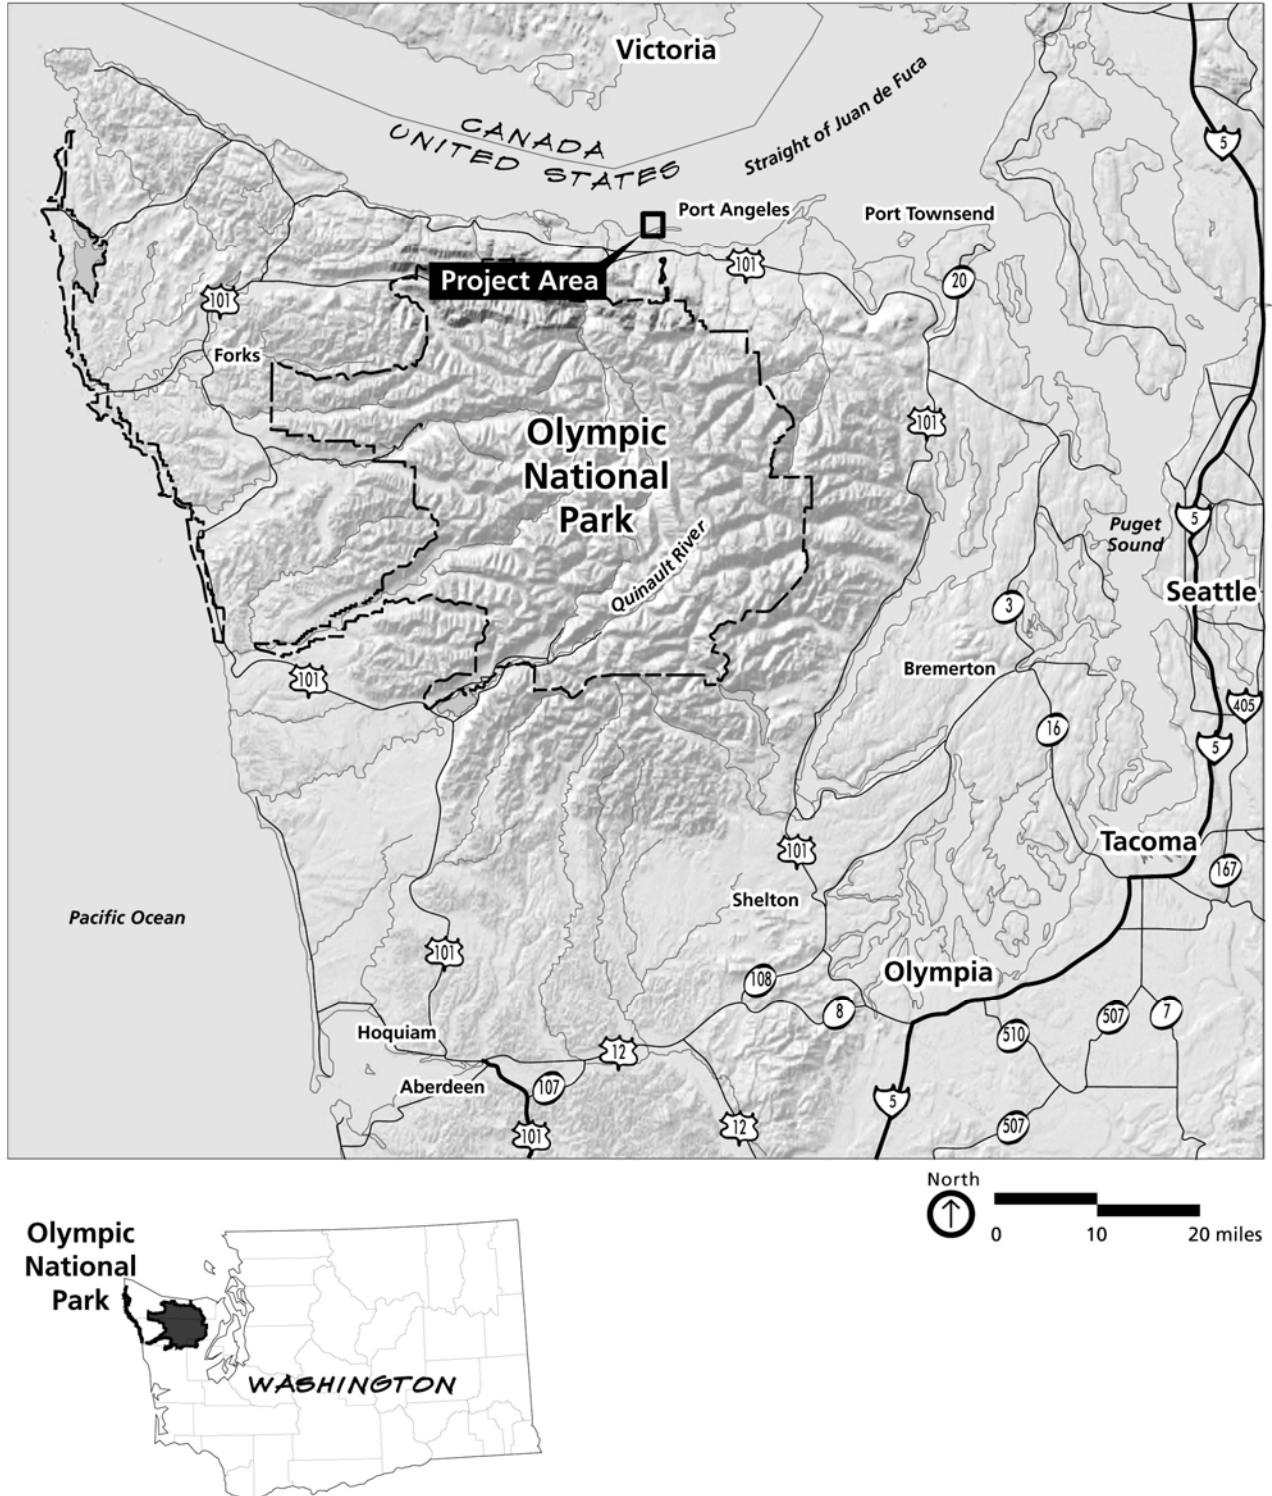 Victoria
Straight of Juan de Fuca
CANADA
UNITED STATES
5
Port Angeles
Port Townsend
Project Area
101
20
101
Forks
101
Olympic
National
Park
Quinault River
5
Puget
Sound
Seattle
3
Bremerton
101
405
16
5
Tacoma
101
167
Shelton
Pacific Ocean
101
Olympia
108
8
507
7
510
Hoquiam
12
Aberdeen
107
5
101
12
507
North
0 10 20 miles
Olympic
National
Park
WASHINGTON